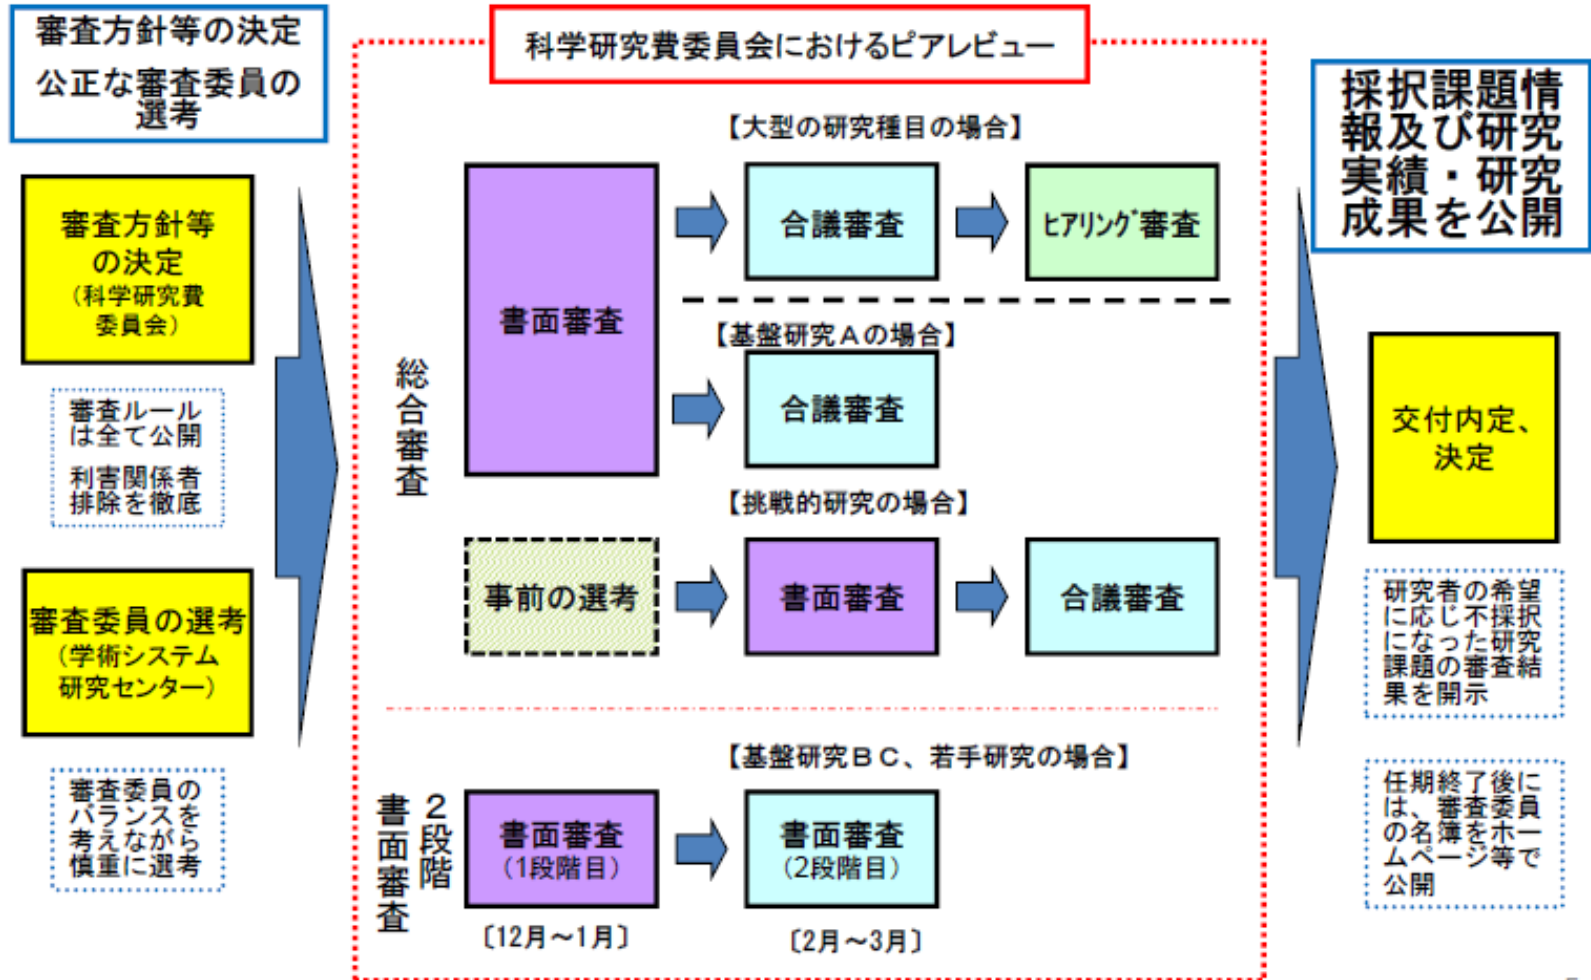 審査方針等の決定
公正な審査委員の
選考
審査方針等
の決定
(科学研究費
委員会)
審査ルール
は全て公開
利害関係者
排除を徹底
審査委員の選考
(学術システム
研究センター)
審査委員の
バランスを
考えながら
慎重に選考
科学研究費委員会におけるピアレビュー
総合審査
【大型の研究種目の場合】
書面審査
合議審査
ﾋｱﾘﾝｸﾞ審査
【基盤研究Aの場合】
合議審査
【挑戦的研究の場合】
事前の選考
書面審査
合議審査
2段階
書面審査
【基盤研究BC、若手研究の場合】
書面審査
(1段階目)
書面審査
(2段階目)
〔12月～1月〕
〔2月～3月〕
採択課題情
報及び研究
実績・研究
成果を公開
交付内定、
決定
研究者の希望
に応じ不採択
になった研究
課題の審査結
果を開示
任期終了後に
は、審査委員
の名簿をホー
ムページ等で
公開